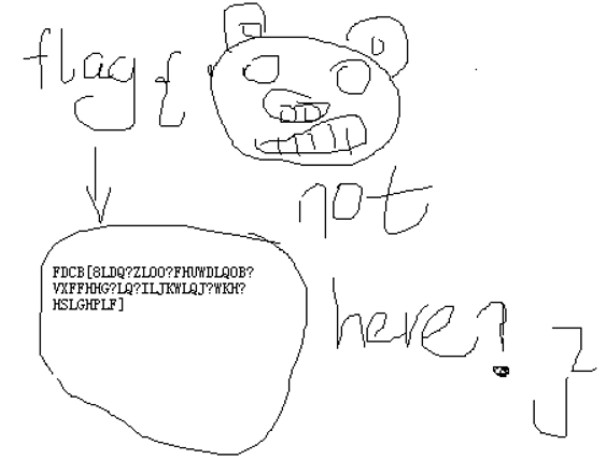 flag{
not
FDCB[8LDQ?ZLOO?FHUWDLQOB?
VXFFHHG?LQ?ILJKWLQJ?WKH?
HSLGHPLF]
here? }